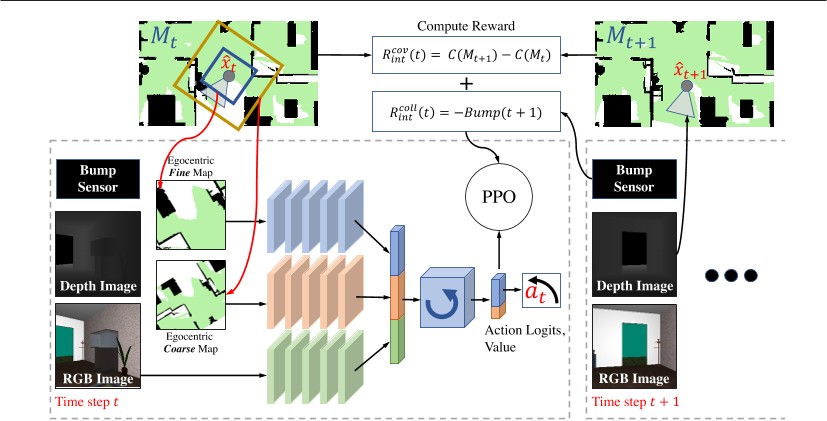 Compute Reward
M_t
x̂_t
R_int^cov(t) = C(M_{t+1}) − C(M_t)
M_{t+1}
x̂_{t+1}
+
R_int^coll(t) = −Bump(t + 1)
Bump
Sensor
Egocentric
Fine Map
PPO
Bump
Sensor
Depth Image
Depth Image
a_t
Egocentric
Coarse Map
Action Logits,
Value
RGB Image
RGB Image
Time step t
Time step t + 1